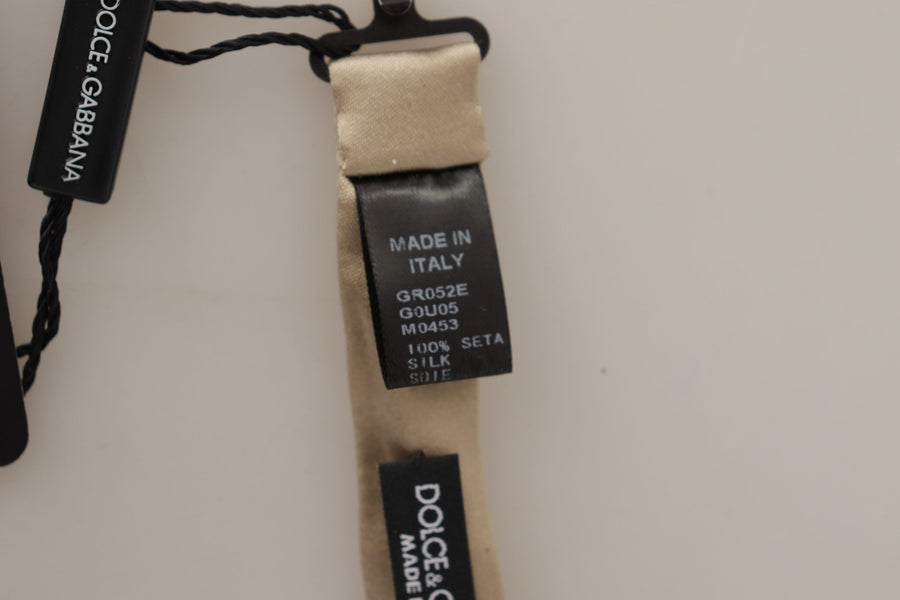 DOLCE & GABBANA
MADE IN
ITALY
GR052E
G0U05
M0453
100% SETA
SILK
SOIE
DOLCE &
MADE